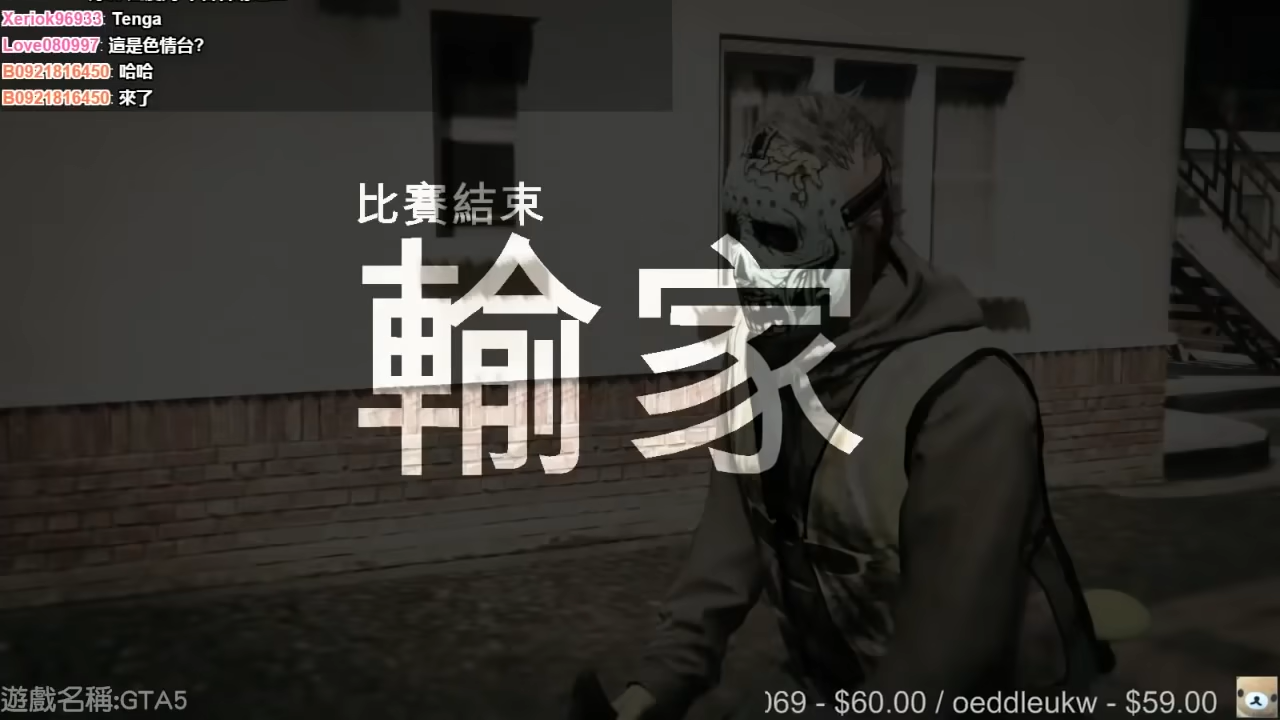 Xeriok96933: Tenga
Love080997: 這是色情台?
B0921816450: 哈哈
B0921816450: 來了
比賽結束
輸家
遊戲名稱:GTA5
069 - $60.00 / oeddleukw - $59.00